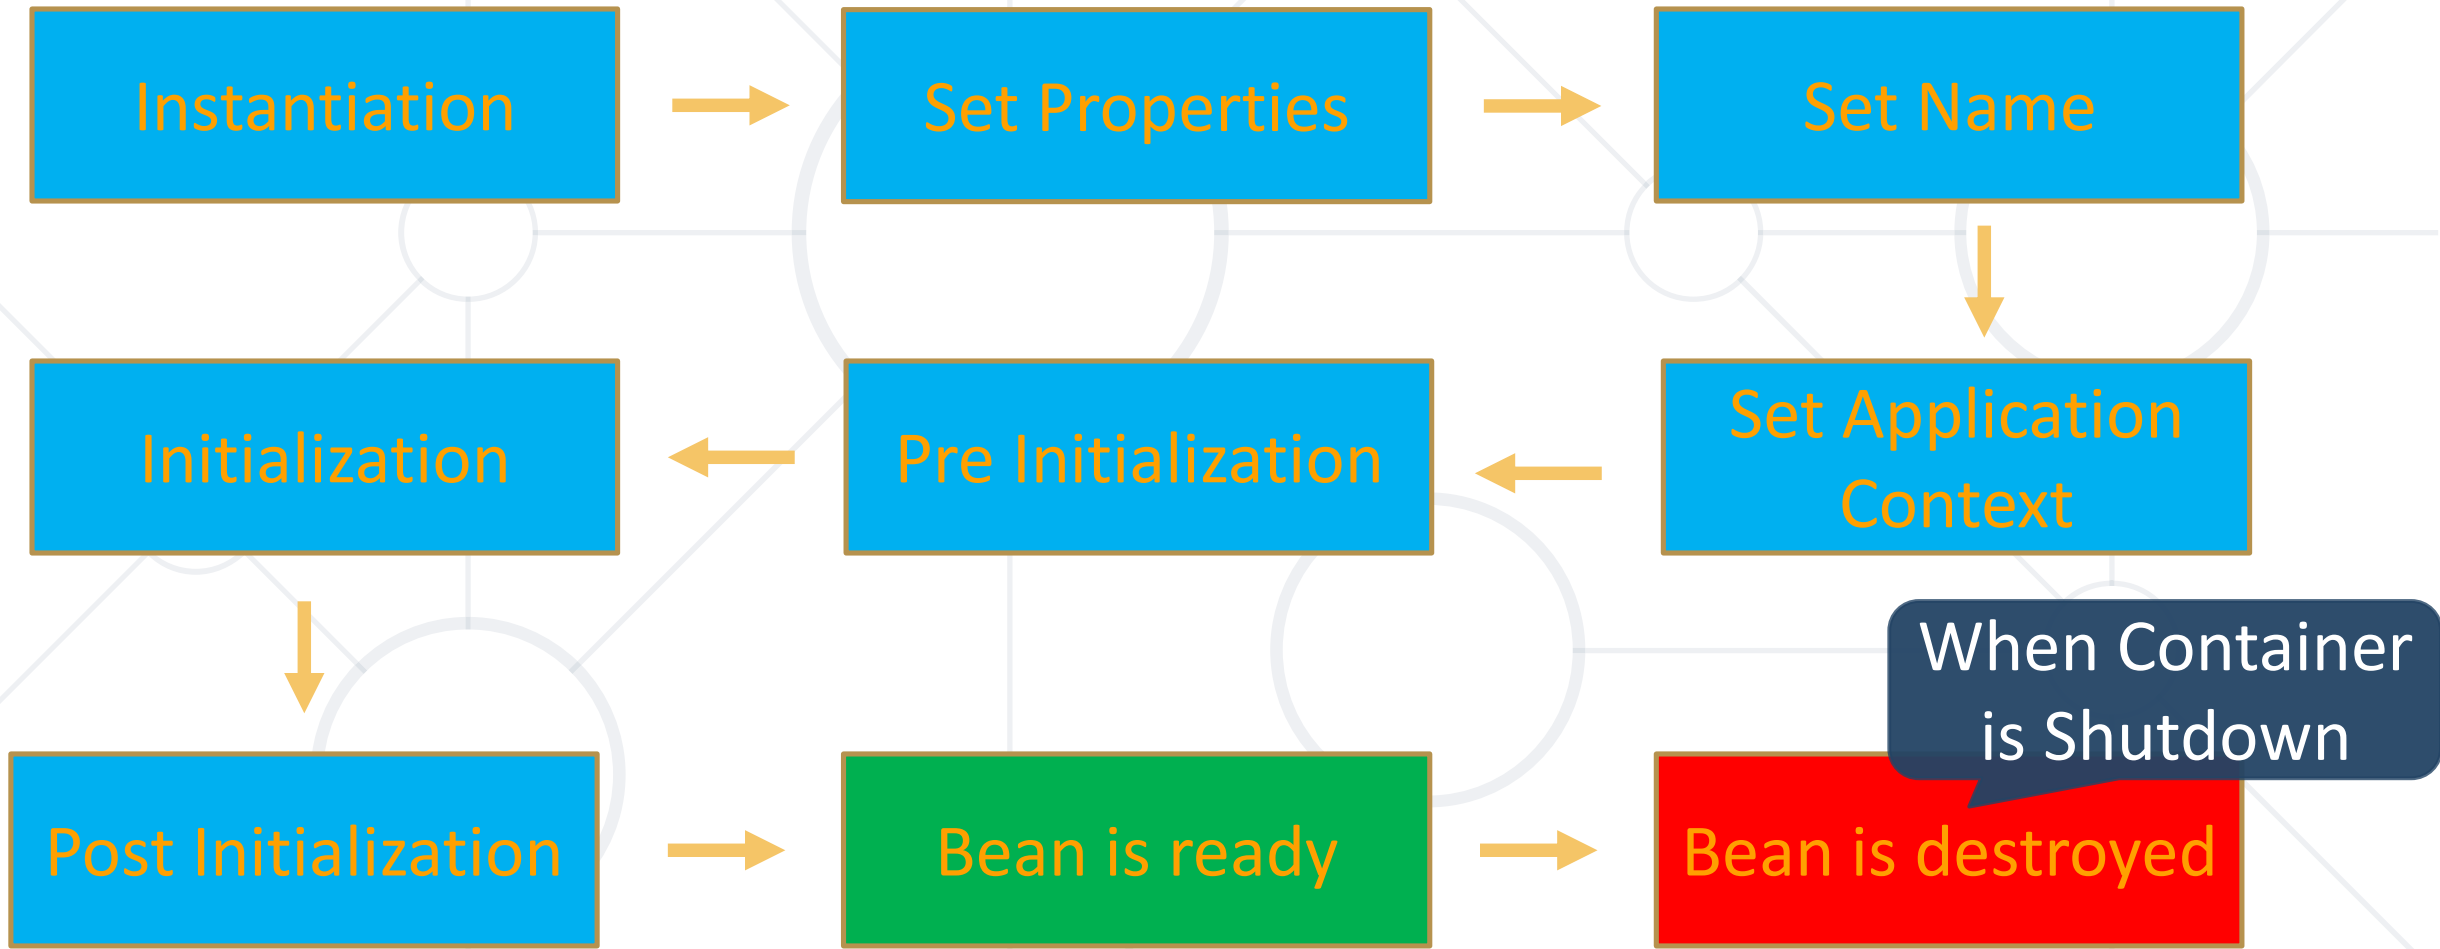 Instantiation
Set Properties
Set Name
Set Application
Context
Pre Initialization
Initialization
When Container
is Shutdown
Post Initialization
Bean is ready
Bean is destroyed